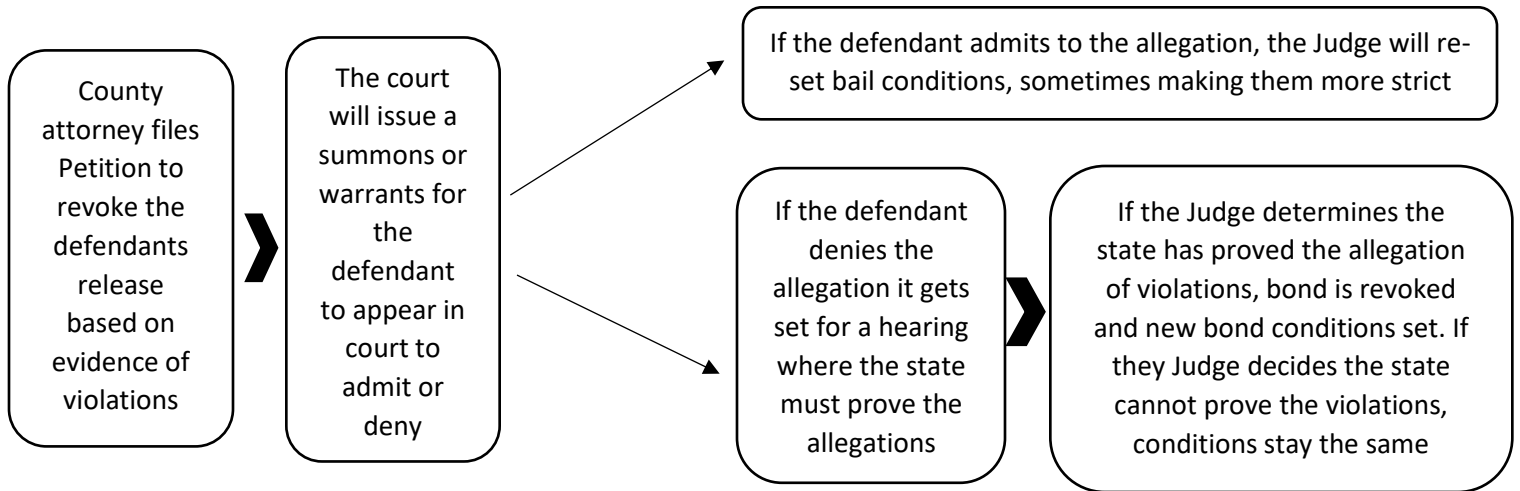 County
attorney files
Petition to
revoke the
defendants
release
based on
evidence of
violations
The court
will issue a
summons or
warrants for
the
defendant
to appear in
court to
admit or
deny
If the defendant admits to the allegation, the Judge will re-
set bail conditions, sometimes making them more strict
If the defendant
denies the
allegation it gets
set for a hearing
where the state
must prove the
allegations
If the Judge determines the
state has proved the allegation
of violations, bond is revoked
and new bond conditions set. If
they Judge decides the state
cannot prove the violations,
conditions stay the same